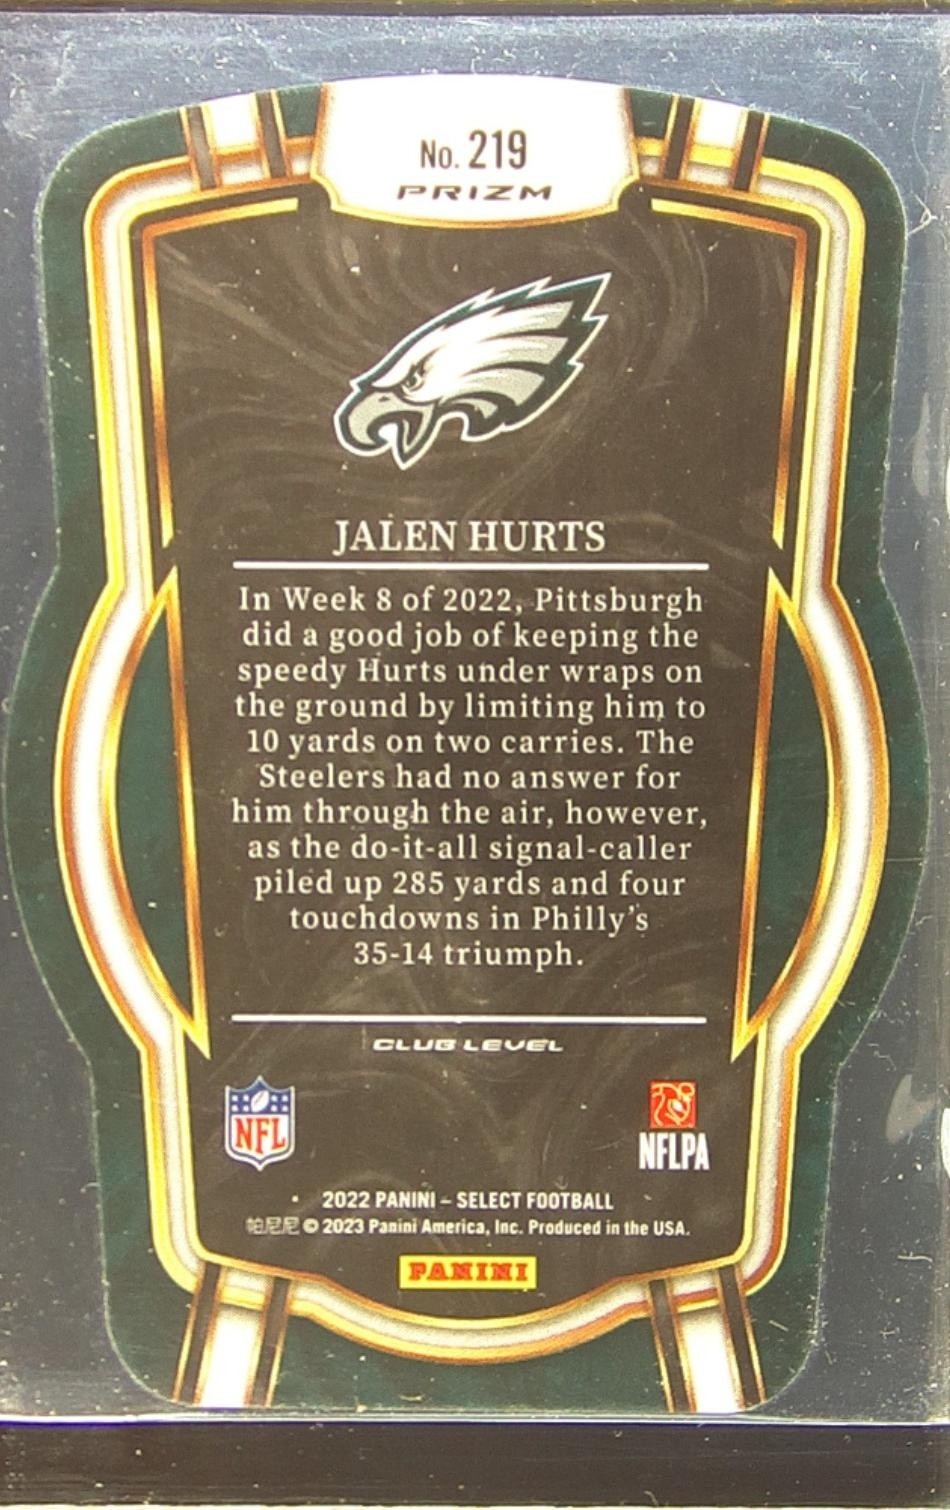 No. 219
PRIZM
JALEN HURTS
In Week 8 of 2022, Pittsburgh
did a good job of keeping the
speedy Hurts under wraps on
the ground by limiting him to
10 yards on two carries. The
Steelers had no answer for
him through the air, however,
as the do-it-all signal-caller
piled up 285 yards and four
touchdowns in Philly's
35-14 triumph.
CLUB LEVEL
NFL
NFLPA
2022 PANINI – SELECT FOOTBALL
帕尼尼 © 2023 Panini America, Inc. Produced in the USA.
PANINI